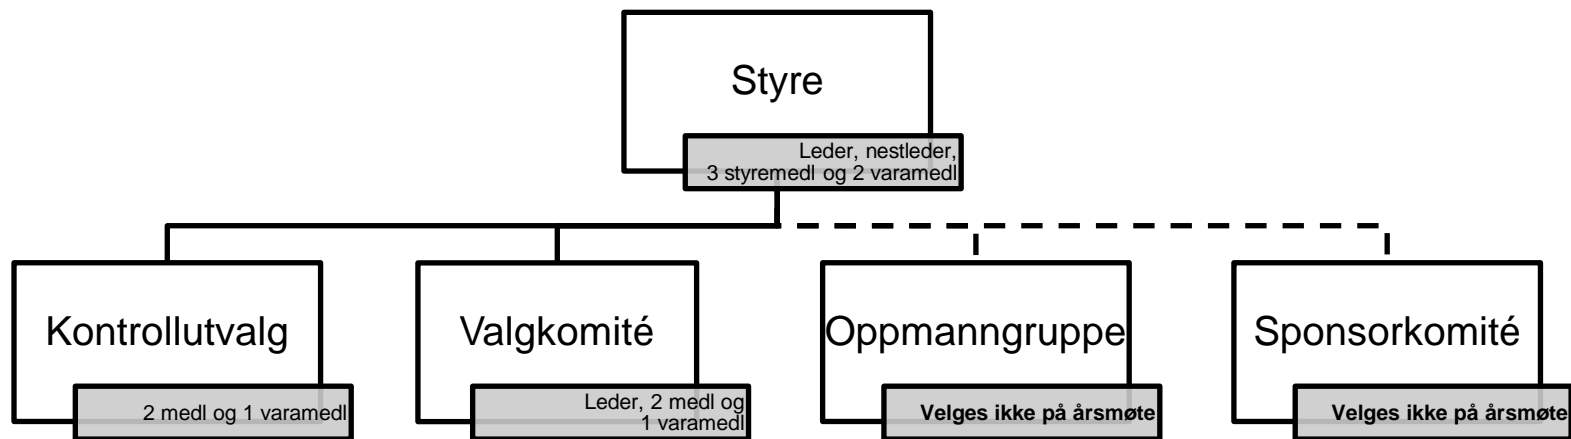 Styre
Leder, nestleder,
3 styremedl og 2 varamedl
Kontrollutvalg
2 medl og 1 varamedl
Valgkomité
Leder, 2 medl og
1 varamedl
Oppmanngruppe
Velges ikke på årsmøte
Sponsorkomité
Velges ikke på årsmøte